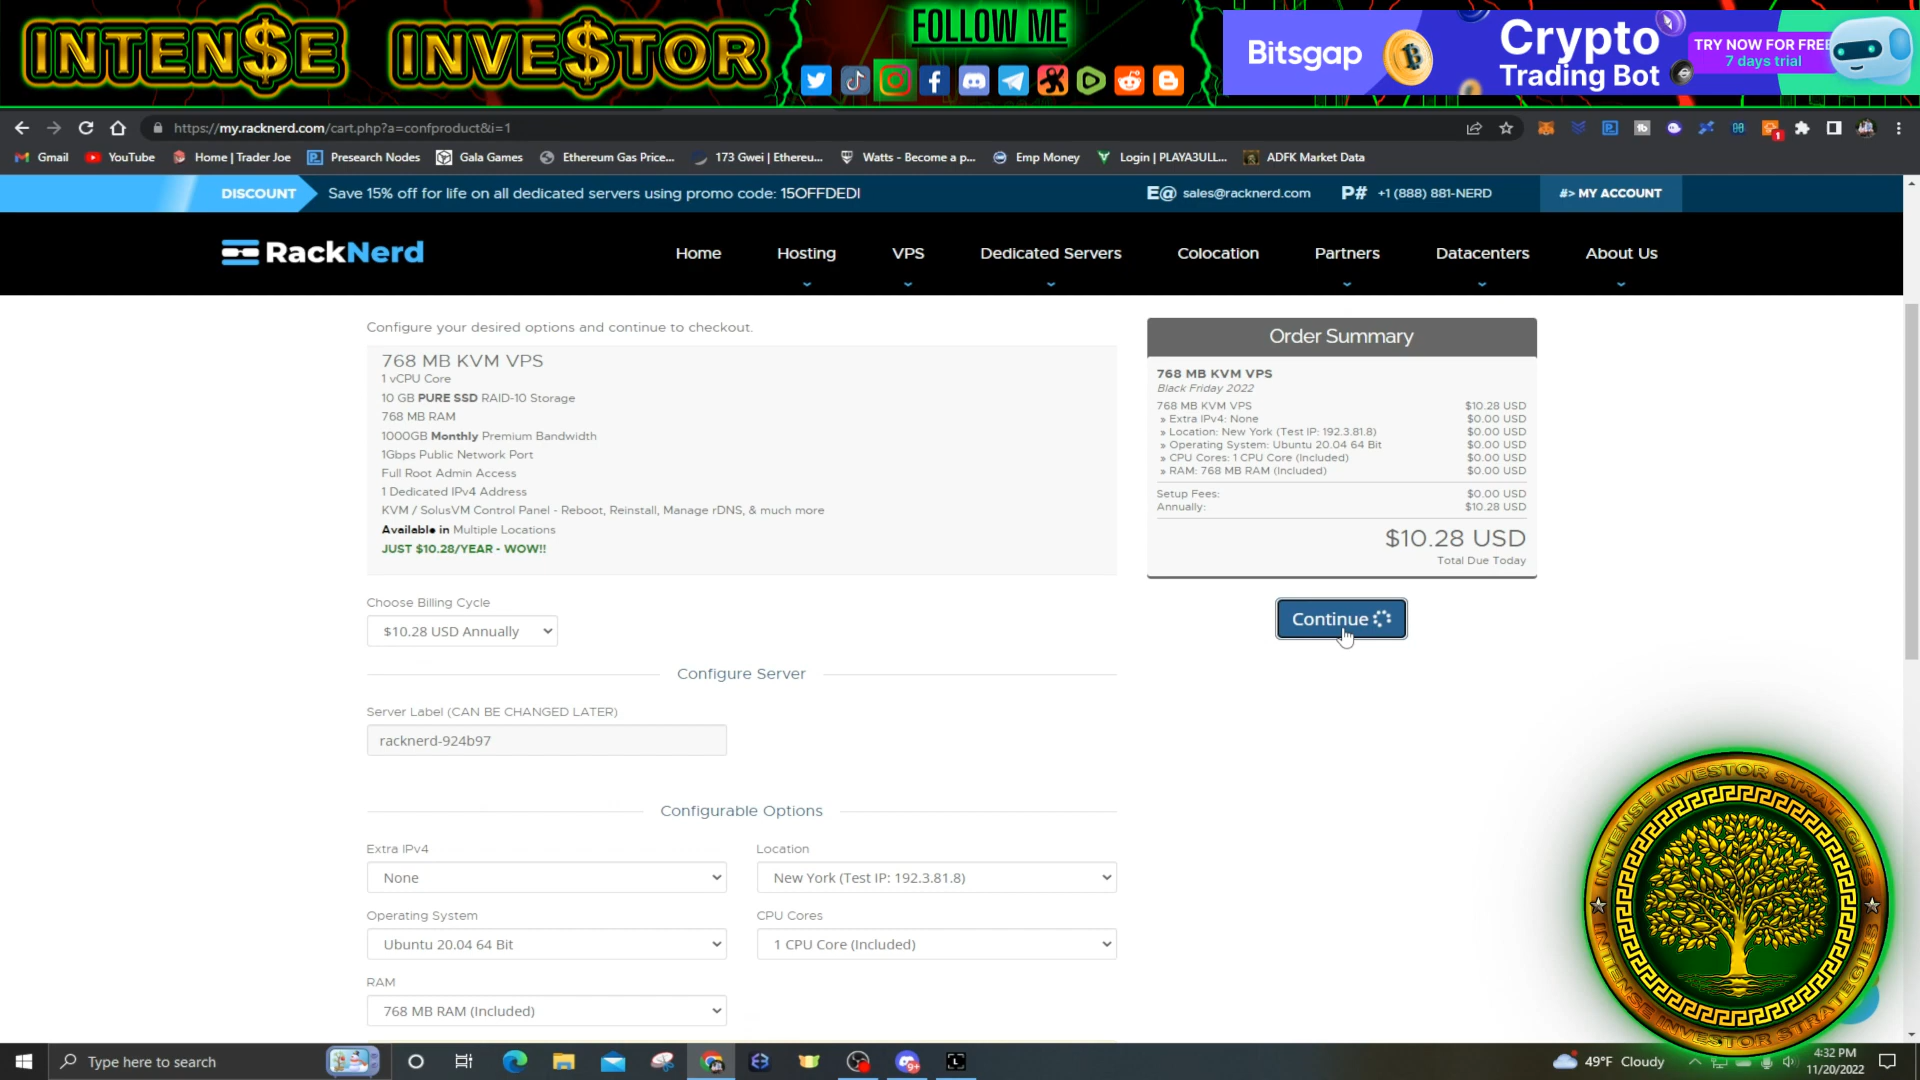 INTEN$E INVE$TOR
FOLLOW ME
Bitsgap
Crypto
Trading Bot
TRY NOW FOR FREE
7 days trial
https://my.racknerd.com/cart.php?a=confproduct&i=1
Gmail
YouTube
Home | Trader Joe
Presearch Nodes
Gala Games
Ethereum Gas Price...
173 Gwei | Ethereu...
Watts - Become a p...
Emp Money
Login | PLAYA3ULL...
ADFK Market Data
DISCOUNT
Save 15% off for life on all dedicated servers using promo code: 15OFFDEDI
E@ sales@racknerd.com
P# +1 (888) 881-NERD
#> MY ACCOUNT
RackNerd
Home
Hosting
VPS
Dedicated Servers
Colocation
Partners
Datacenters
About Us
Configure your desired options and continue to checkout.
768 MB KVM VPS
1 vCPU Core
10 GB PURE SSD RAID-10 Storage
768 MB RAM
1000GB Monthly Premium Bandwidth
1Gbps Public Network Port
Full Root Admin Access
1 Dedicated IPv4 Address
KVM / SolusVM Control Panel - Reboot, Reinstall, Manage rDNS, & much more
Available in Multiple Locations
JUST $10.28/YEAR - WOW!!
Order Summary
768 MB KVM VPS
Black Friday 2022
768 MB KVM VPS $10.28 USD
» Extra IPv4: None $0.00 USD
» Location: New York (Test IP: 192.3.81.8) $0.00 USD
» Operating System: Ubuntu 20.04 64 Bit $0.00 USD
» CPU Cores: 1 CPU Core (Included) $0.00 USD
» RAM: 768 MB RAM (Included) $0.00 USD
Setup Fees: $0.00 USD
Annually: $10.28 USD
$10.28 USD
Total Due Today
Continue
Choose Billing Cycle
$10.28 USD Annually
Configure Server
Server Label (CAN BE CHANGED LATER)
racknerd-924b97
Configurable Options
Extra IPv4
None
Location
New York (Test IP: 192.3.81.8)
Operating System
Ubuntu 20.04 64 Bit
CPU Cores
1 CPU Core (Included)
RAM
768 MB RAM (Included)
INTENSE INVESTOR STRATEGIES
INTENSE INVESTOR STRATEGIES
Type here to search
49°F Cloudy
4:32 PM
11/20/2022